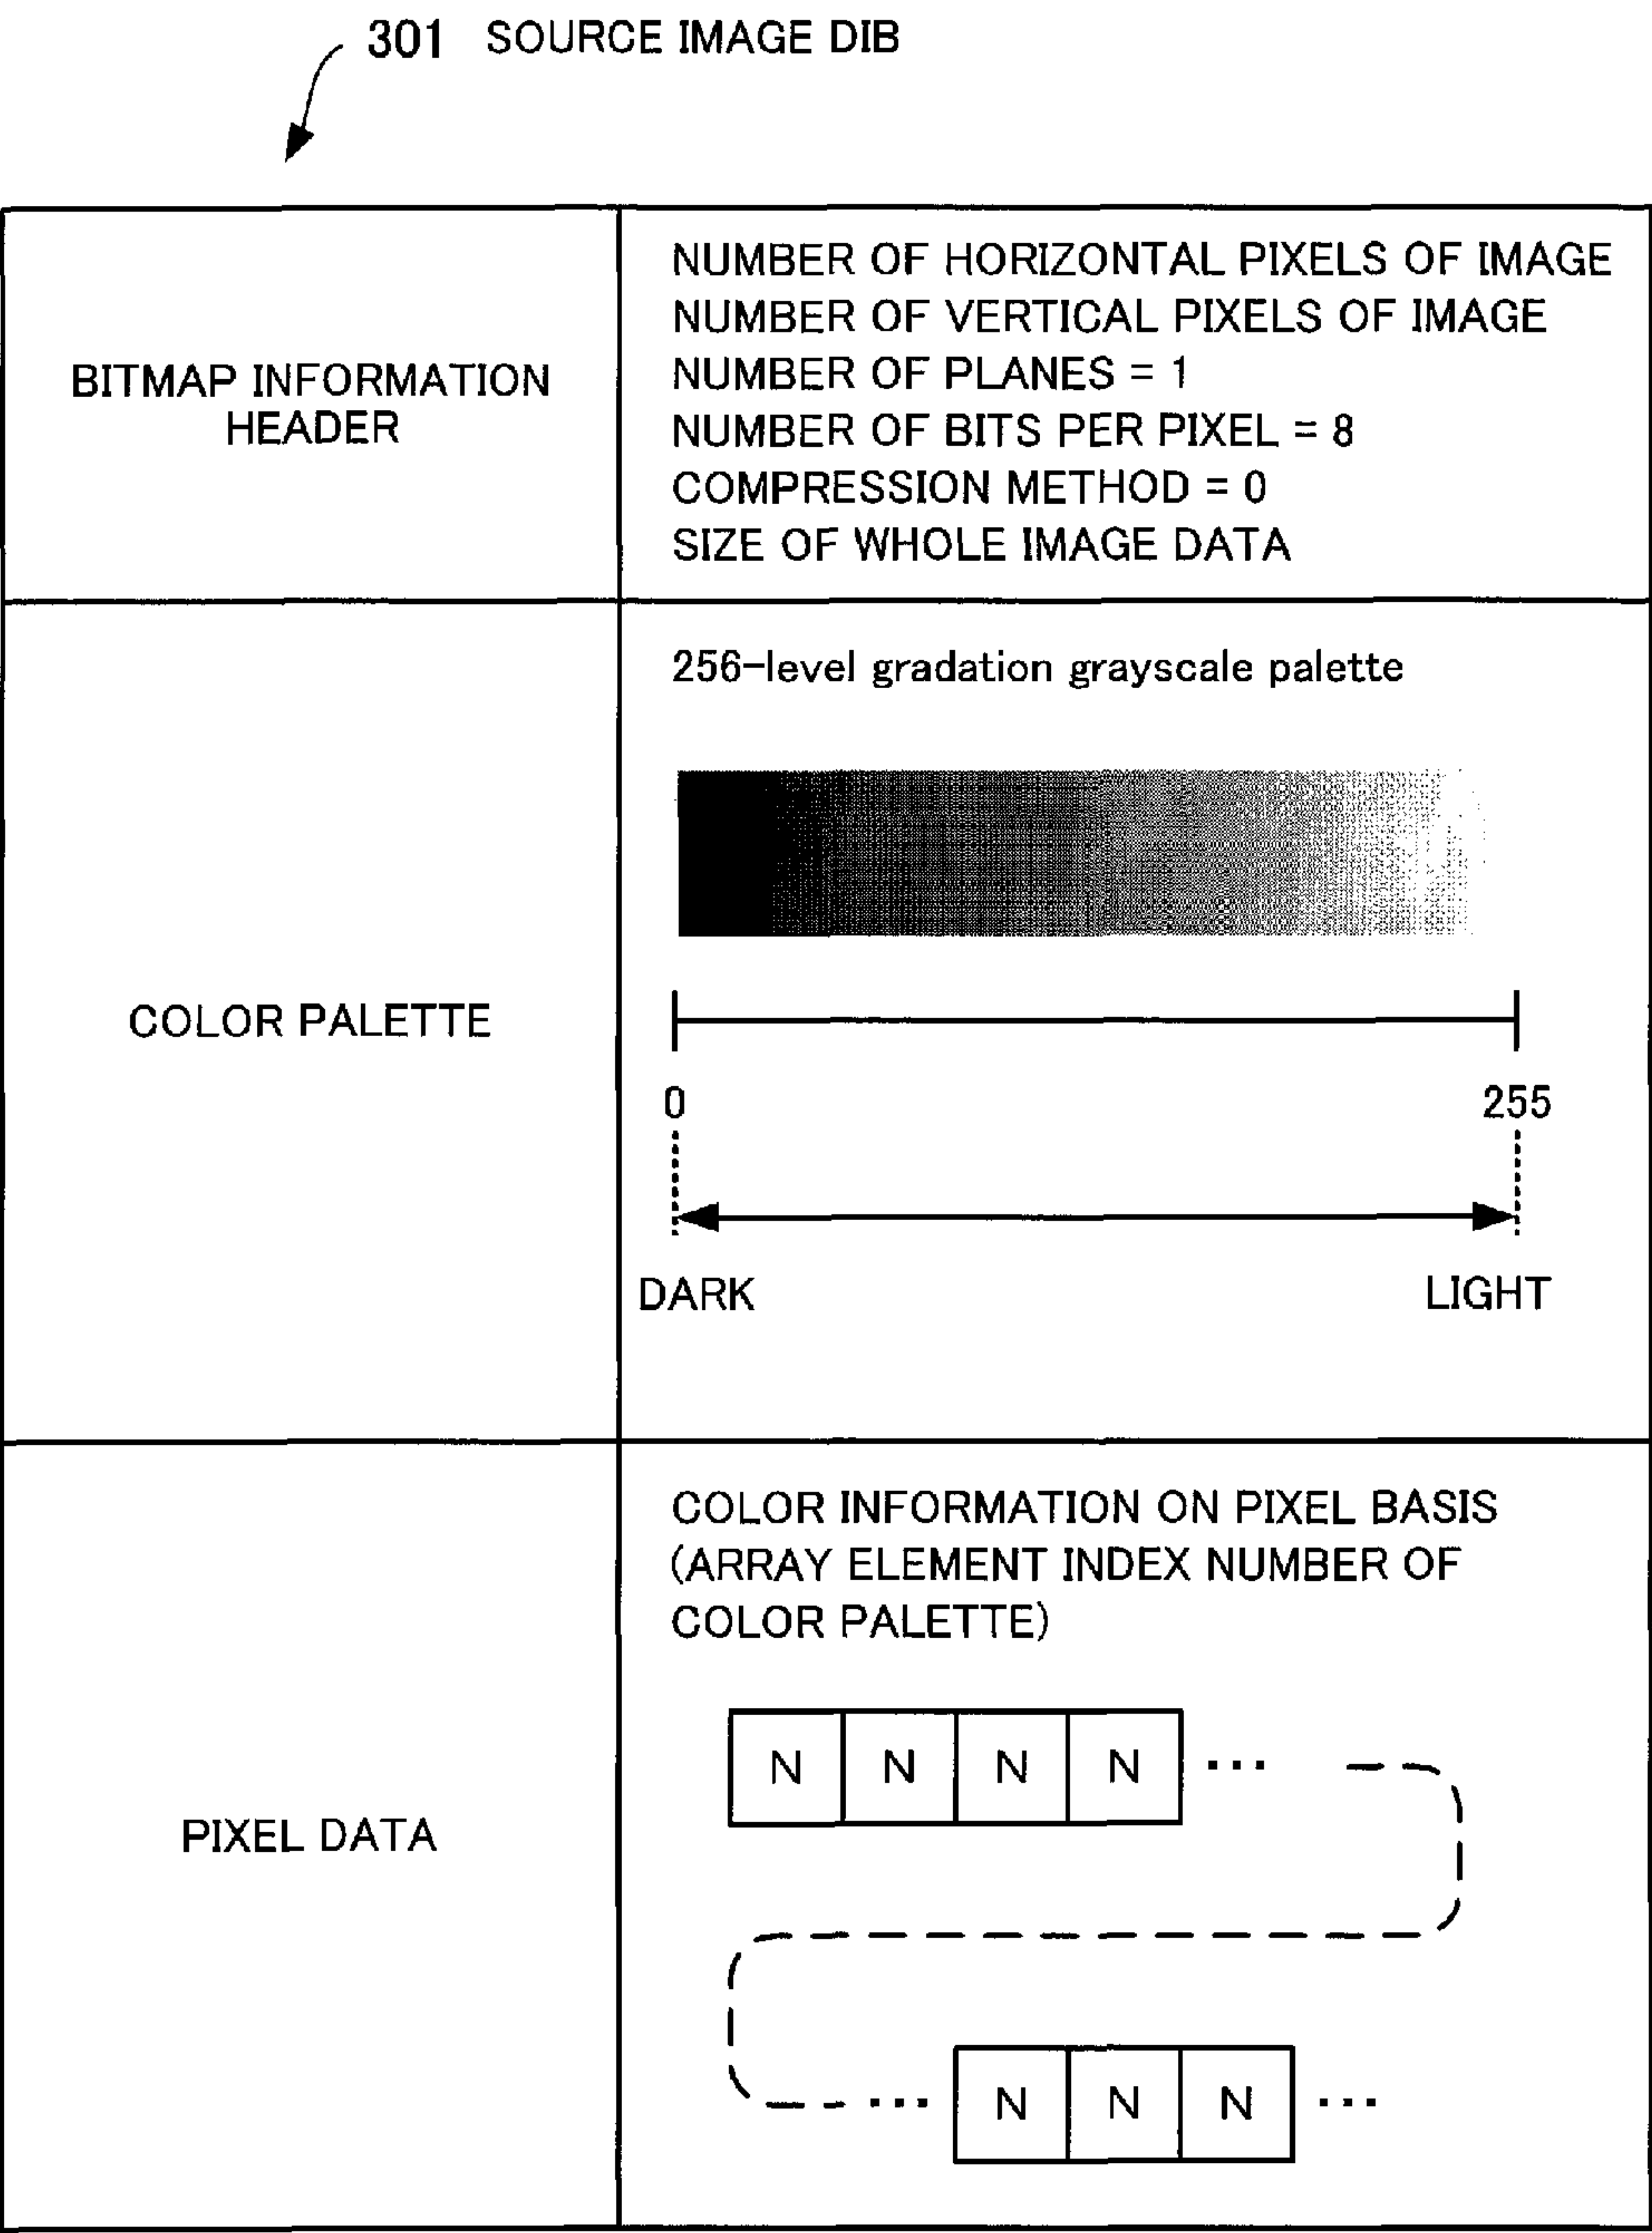 301 SOURCE IMAGE DIB
BITMAP INFORMATION
HEADER
NUMBER OF HORIZONTAL PIXELS OF IMAGE
NUMBER OF VERTICAL PIXELS OF IMAGE
NUMBER OF PLANES = 1
NUMBER OF BITS PER PIXEL = 8
COMPRESSION METHOD = 0
SIZE OF WHOLE IMAGE DATA
COLOR PALETTE
256-level gradation grayscale palette
0 255
DARK LIGHT
PIXEL DATA
COLOR INFORMATION ON PIXEL BASIS
(ARRAY ELEMENT INDEX NUMBER OF
COLOR PALETTE)
N N N N ...
... N N N ...